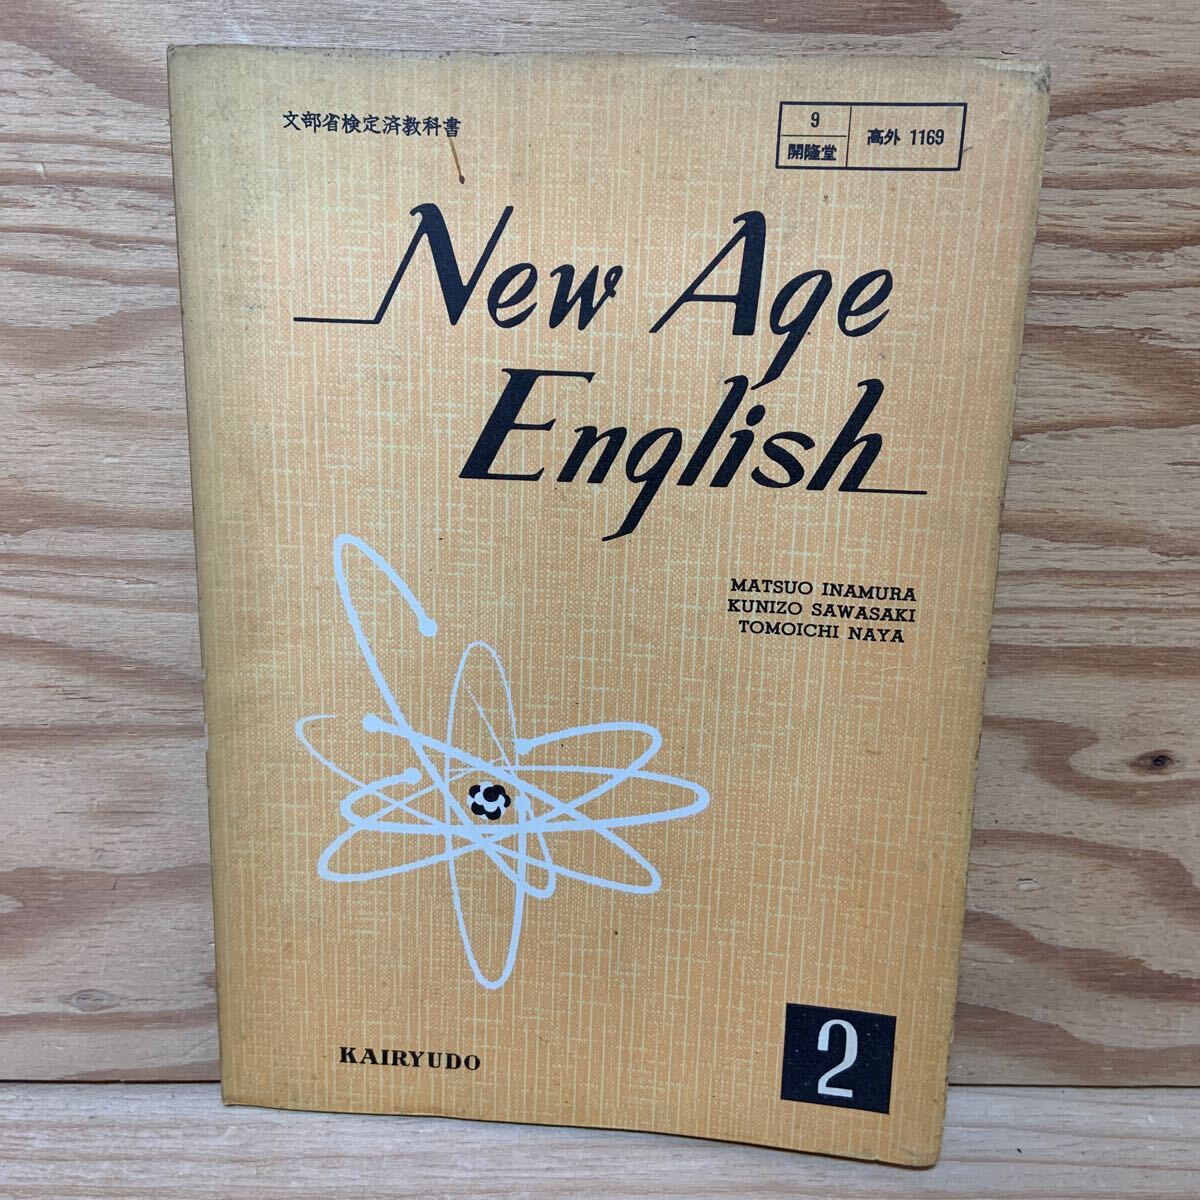 文部省検定済教科書
9
開隆堂
高外 1169
New Age
English
MATSUO INAMURA
KUNIZO SAWASAKI
TOMOICHI NAYA
KAIRYUDO
2